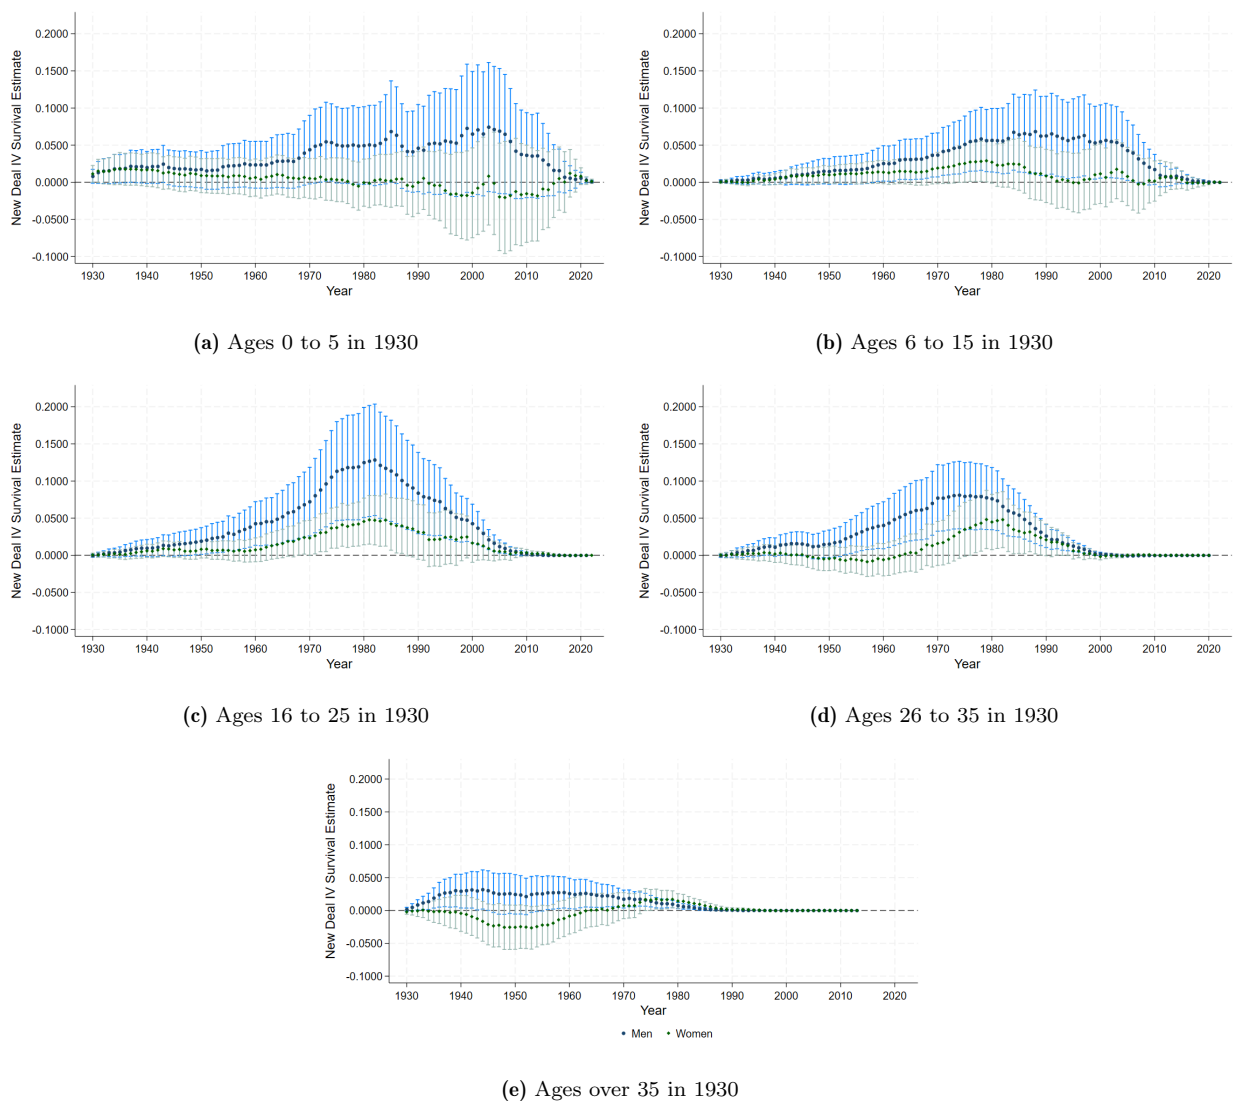 New Deal IV Survival Estimate
0.2000
0.1500
0.1000
0.0500
0.0000
-0.0500
-0.1000
1930 1940 1950 1960 1970 1980 1990 2000 2010 2020
Year
(a) Ages 0 to 5 in 1930
New Deal IV Survival Estimate
0.2000
0.1500
0.1000
0.0500
0.0000
-0.0500
-0.1000
1930 1940 1950 1960 1970 1980 1990 2000 2010 2020
Year
(b) Ages 6 to 15 in 1930
New Deal IV Survival Estimate
0.2000
0.1500
0.1000
0.0500
0.0000
-0.0500
-0.1000
1930 1940 1950 1960 1970 1980 1990 2000 2010 2020
Year
(c) Ages 16 to 25 in 1930
New Deal IV Survival Estimate
0.2000
0.1500
0.1000
0.0500
0.0000
-0.0500
-0.1000
1930 1940 1950 1960 1970 1980 1990 2000 2010 2020
Year
(d) Ages 26 to 35 in 1930
New Deal IV Survival Estimate
0.2000
0.1500
0.1000
0.0500
0.0000
-0.0500
-0.1000
1930 1940 1950 1960 1970 1980 1990 2000 2010 2020
Year
Men Women
(e) Ages over 35 in 1930